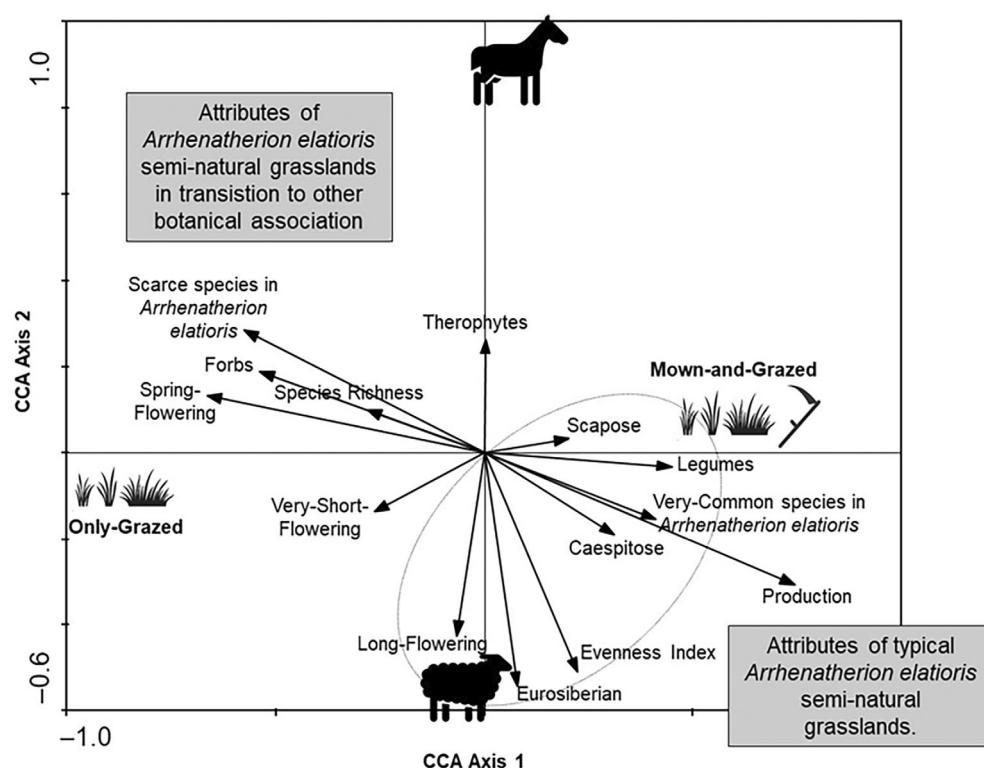 1.0
Attributes of
Arrhenatherion elatioris
semi-natural grasslands
in transistion to other
botanical association
Scarce species in
Arrhenatherion
elatioris
Therophytes
CCA Axis 2
Forbs
Species Richness
Spring-
Flowering
Mown-and-Grazed
Scapose
Legumes
Only-Grazed
Very-Short-
Flowering
Very-Common species in
Arrhenatherion elatioris
Caespitose
Production
Long-Flowering
Evenness Index
Eurosiberian
Attributes of typical
Arrhenatherion elatioris
semi-natural
grasslands.
–0.6
–1.0
CCA Axis 1